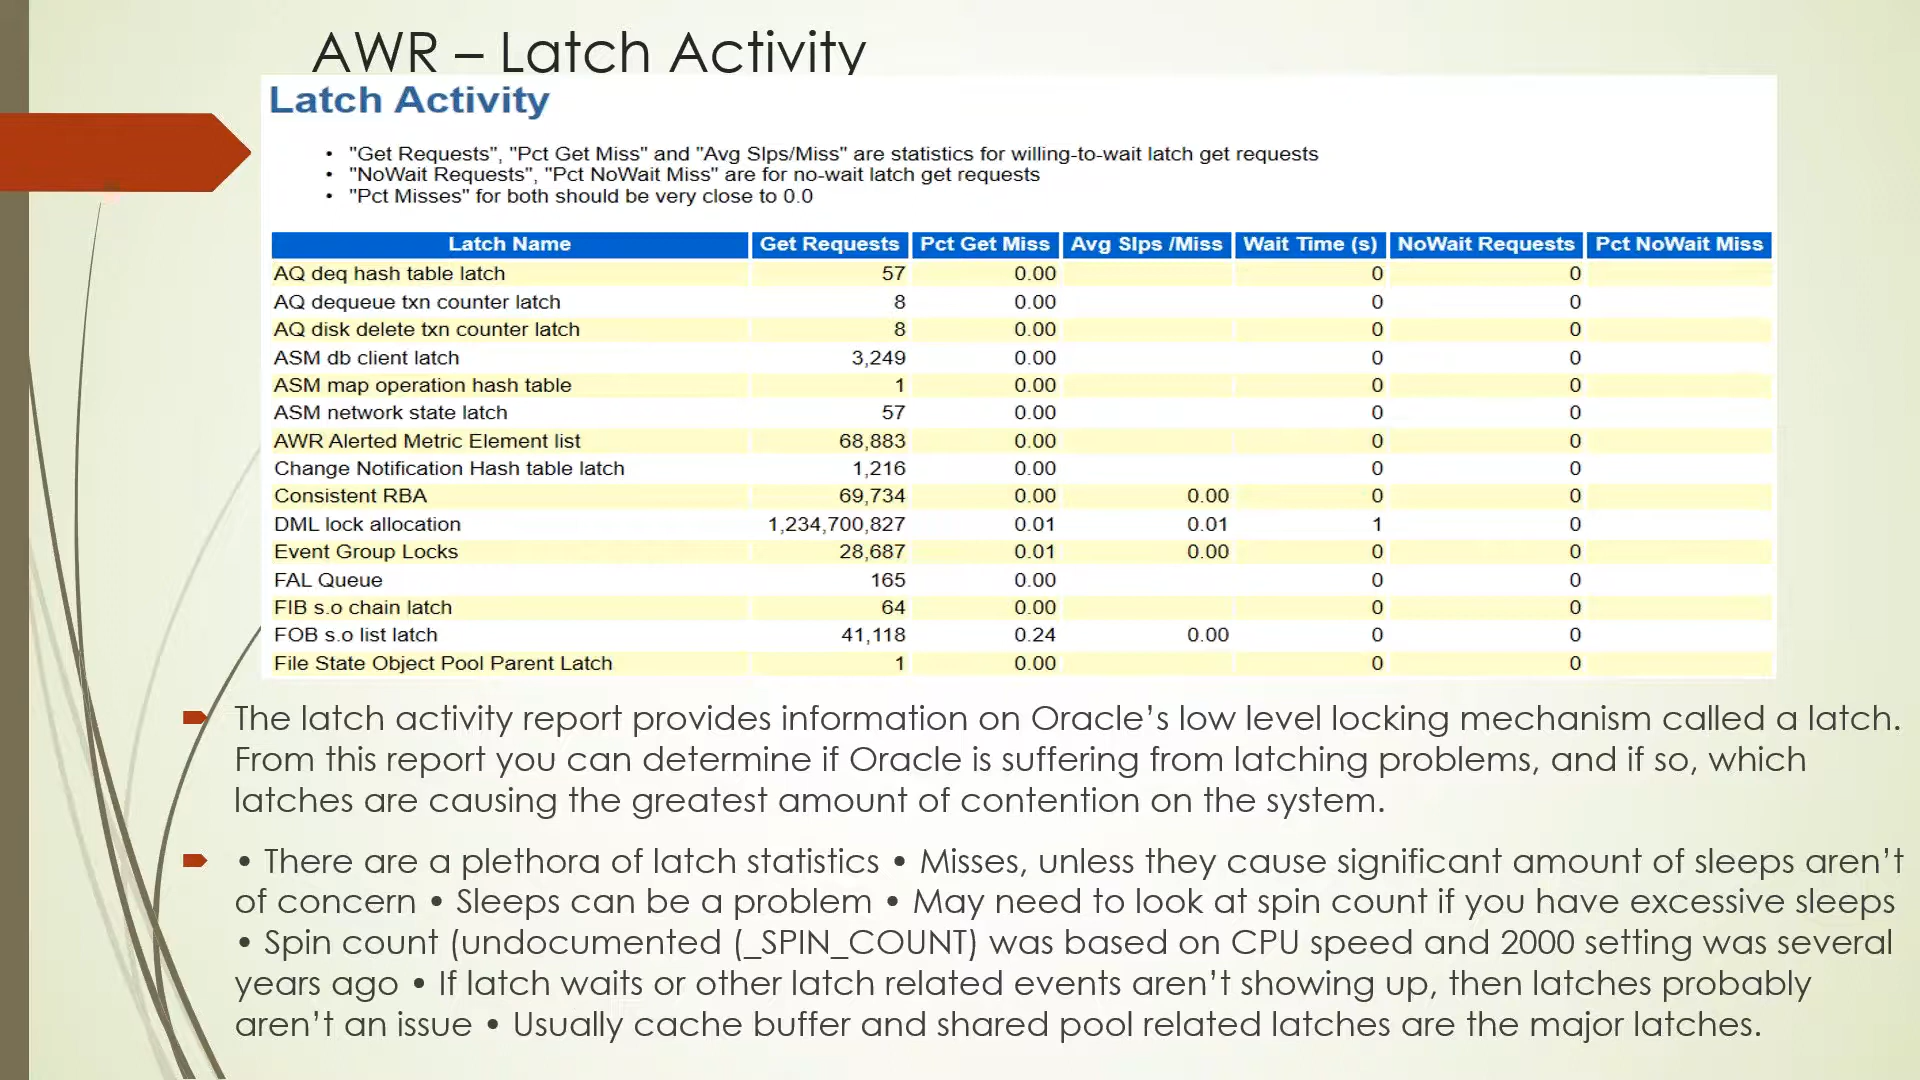 AWR – Latch Activity
Latch Activity
• "Get Requests", "Pct Get Miss" and "Avg Slps/Miss" are statistics for willing-to-wait latch get requests
• "NoWait Requests", "Pct NoWait Miss" are for no-wait latch get requests
• "Pct Misses" for both should be very close to 0.0
Latch Name Get Requests Pct Get Miss Avg Slps /Miss Wait Time (s) NoWait Requests Pct NoWait Miss
AQ deq hash table latch 57 0.00 0 0
AQ dequeue txn counter latch 8 0.00 0 0
AQ disk delete txn counter latch 8 0.00 0 0
ASM db client latch 3,249 0.00 0 0
ASM map operation hash table 1 0.00 0 0
ASM network state latch 57 0.00 0 0
AWR Alerted Metric Element list 68,883 0.00 0 0
Change Notification Hash table latch 1,216 0.00 0 0
Consistent RBA 69,734 0.00 0.00 0 0
DML lock allocation 1,234,700,827 0.01 0.01 1 0
Event Group Locks 28,687 0.01 0.00 0 0
FAL Queue 165 0.00 0 0
FIB s.o chain latch 64 0.00 0 0
FOB s.o list latch 41,118 0.24 0.00 0 0
File State Object Pool Parent Latch 1 0.00 0 0
The latch activity report provides information on Oracle’s low level locking mechanism called a latch.
From this report you can determine if Oracle is suffering from latching problems, and if so, which
latches are causing the greatest amount of contention on the system.
• There are a plethora of latch statistics • Misses, unless they cause significant amount of sleeps aren’t
of concern • Sleeps can be a problem • May need to look at spin count if you have excessive sleeps
• Spin count (undocumented (_SPIN_COUNT) was based on CPU speed and 2000 setting was several
years ago • If latch waits or other latch related events aren’t showing up, then latches probably
aren’t an issue • Usually cache buffer and shared pool related latches are the major latches.